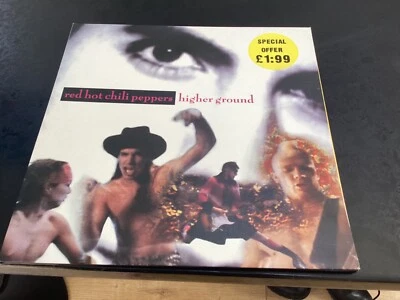 SPECIAL
OFFER
£1:99
red hot chili peppers higher ground